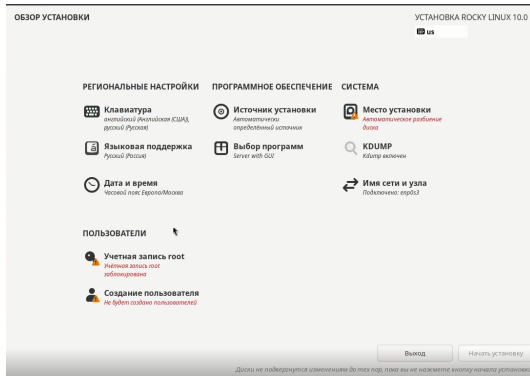 ОБЗОР УСТАНОВКИ
УСТАНОВКА ROCKY LINUX 10.0
us
РЕГИОНАЛЬНЫЕ НАСТРОЙКИ
Клавиатура
английский (Английская (США)),
русский (Русская)
Языковая поддержка
Русский (Россия)
Дата и время
Часовой пояс Европа/Москва
ПРОГРАММНОЕ ОБЕСПЕЧЕНИЕ
Источник установки
Автоматически
определённый источник
Выбор программ
Server with GUI
СИСТЕМА
Место установки
Автоматическое разбиение
диска
KDUMP
Kdump включен
Имя сети и узла
Подключено: enp0s3
ПОЛЬЗОВАТЕЛИ
Учетная запись root
Учётная запись root
заблокирована
Создание пользователя
Не будет создано пользователей
Выход
Начать установку
Диски не подвергнутся изменениям до тех пор, пока вы не нажмете кнопку начала установки